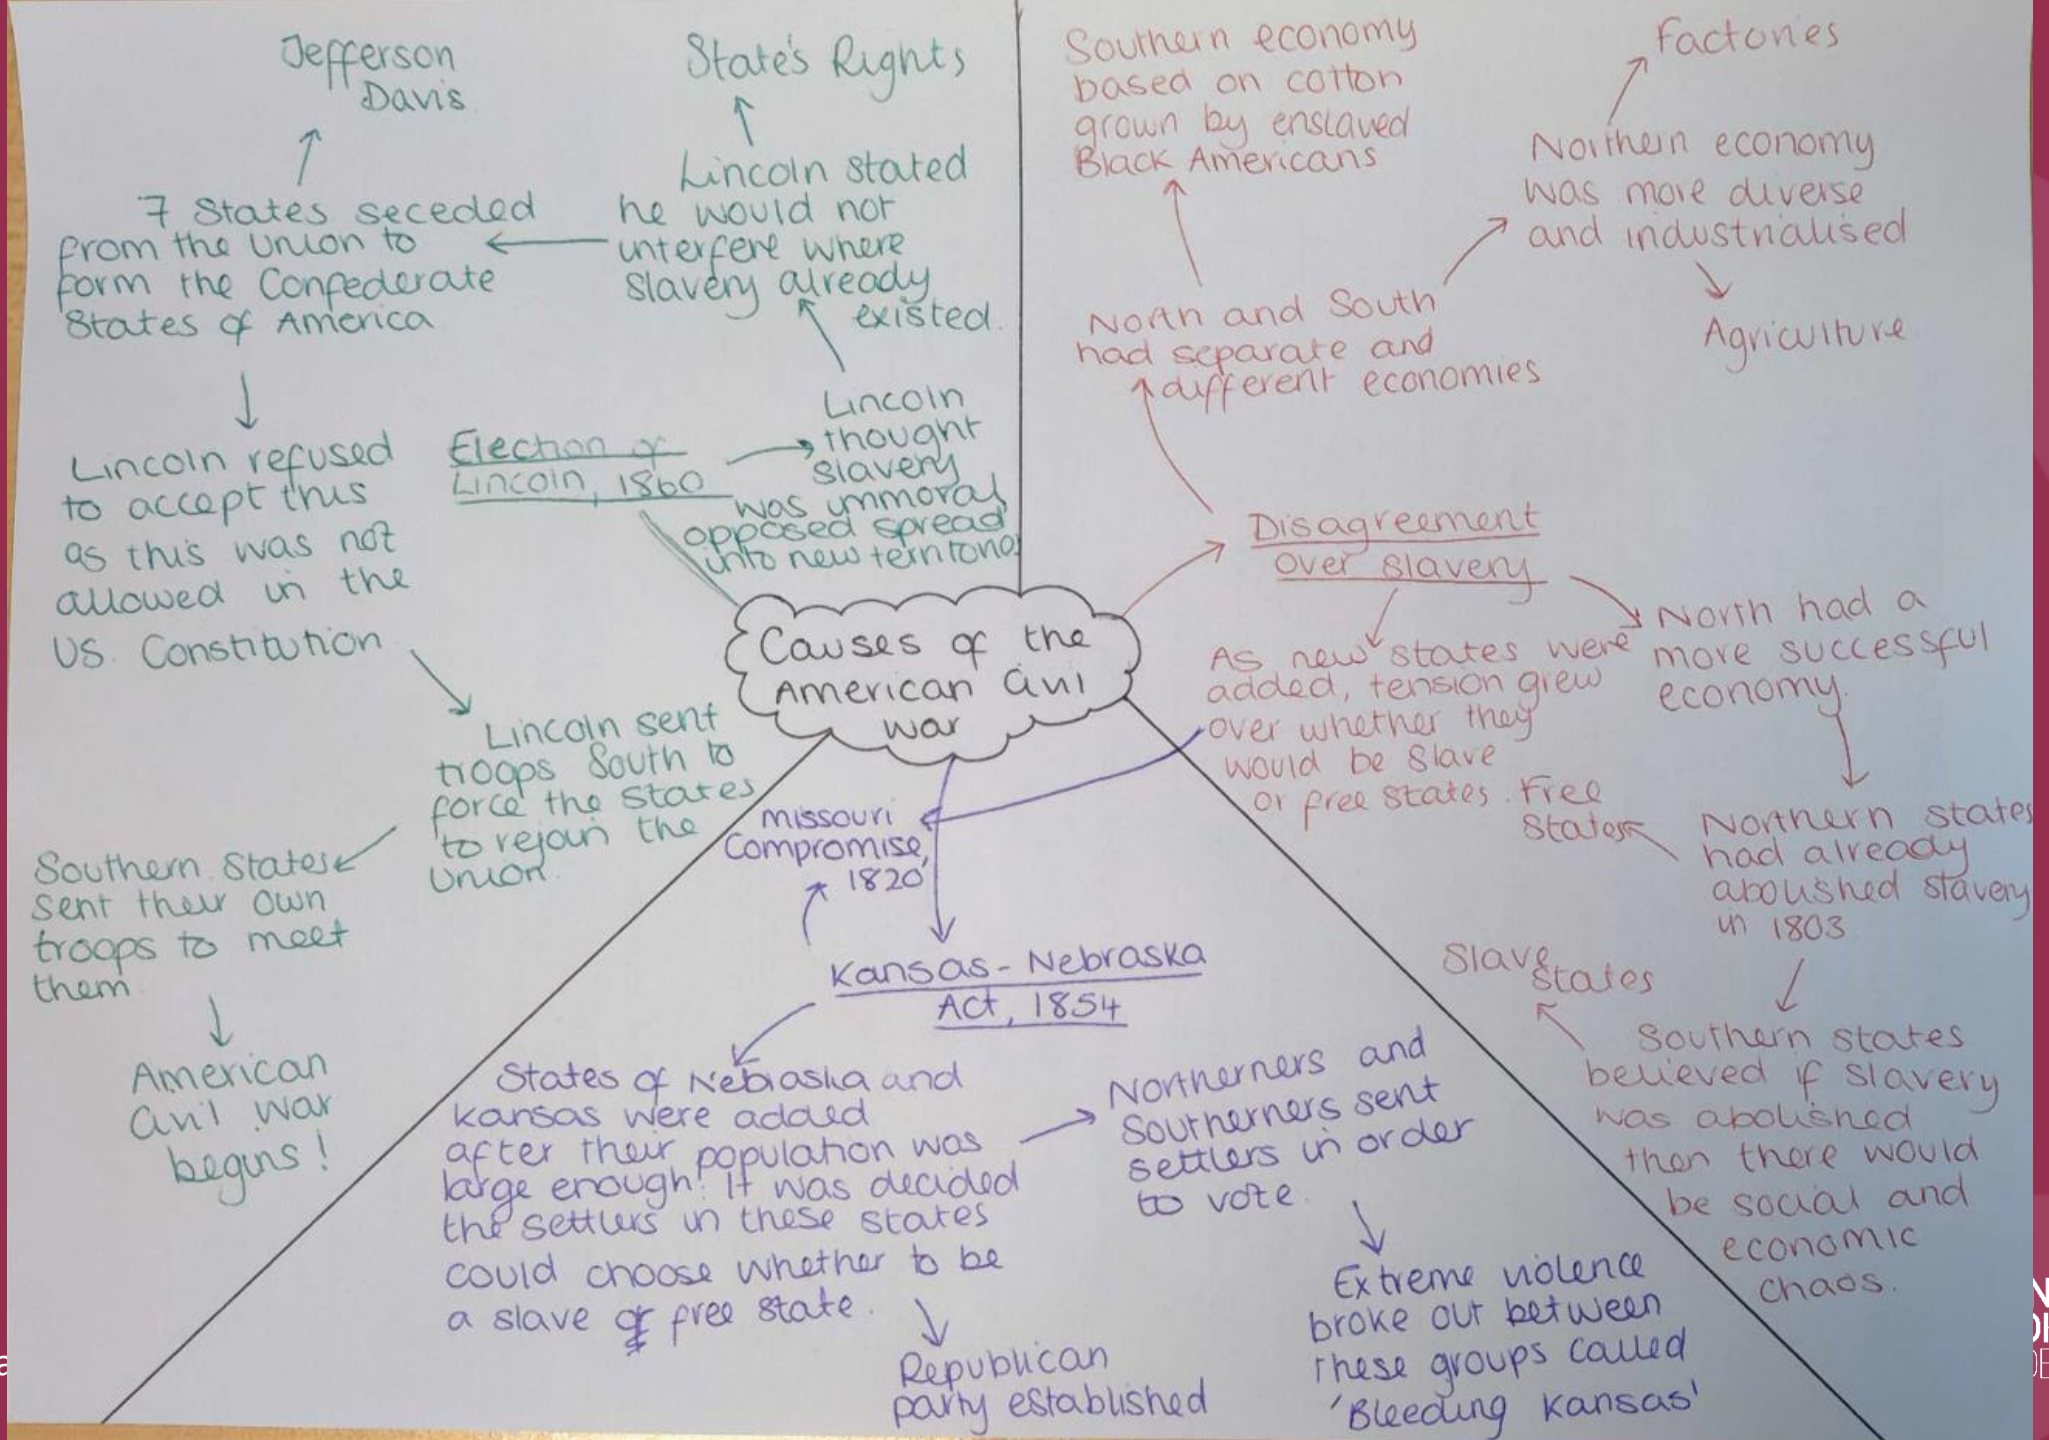 Jefferson
Davis
State's Rights
Lincoln stated
he would not
interfere where
slavery already
existed.
7 States seceded
from the Union to
form the Confederate
States of America
Lincoln refused
to accept this
as this was not
allowed in the
US. Constitution
Election of
Lincoln, 1860
Lincoln
thought
slavery
was immoral,
opposed spread
into new
Lincoln sent
troops South to
force the States
to rejoin the
Union.
Southern States
sent their own
troops to meet
them
American
Civil war
begins!
Southern economy
based on cotton
grown by enslaved
Black Americans
Factories
Northern economy
was more diverse
and industrialised
Agriculture
North and South
had separate and
different economies
Disagreement
over slavery
As new states were
added, tension grew
over whether they
would be slave
or free states.
North had a
more successful
economy.
Free
States
Northern states
had already
abolished slavery
in 1803
Slave
States
Southern states
believed if slavery
was abolished
then there would
be social and
economic
chaos.
Causes of the
American Civil
war
Missouri
Compromise,
1820
Kansas-Nebraska
Act, 1854
States of Nebraska and
Kansas were added
after their population was
large enough. It was decided
the settlers in these states
could choose whether to be
a slave or free state.
Northerners and
Southerners sent
settlers in order
to vote.
Republican
party established
Extreme violence
broke out between
these groups called
'Bleeding Kansas'